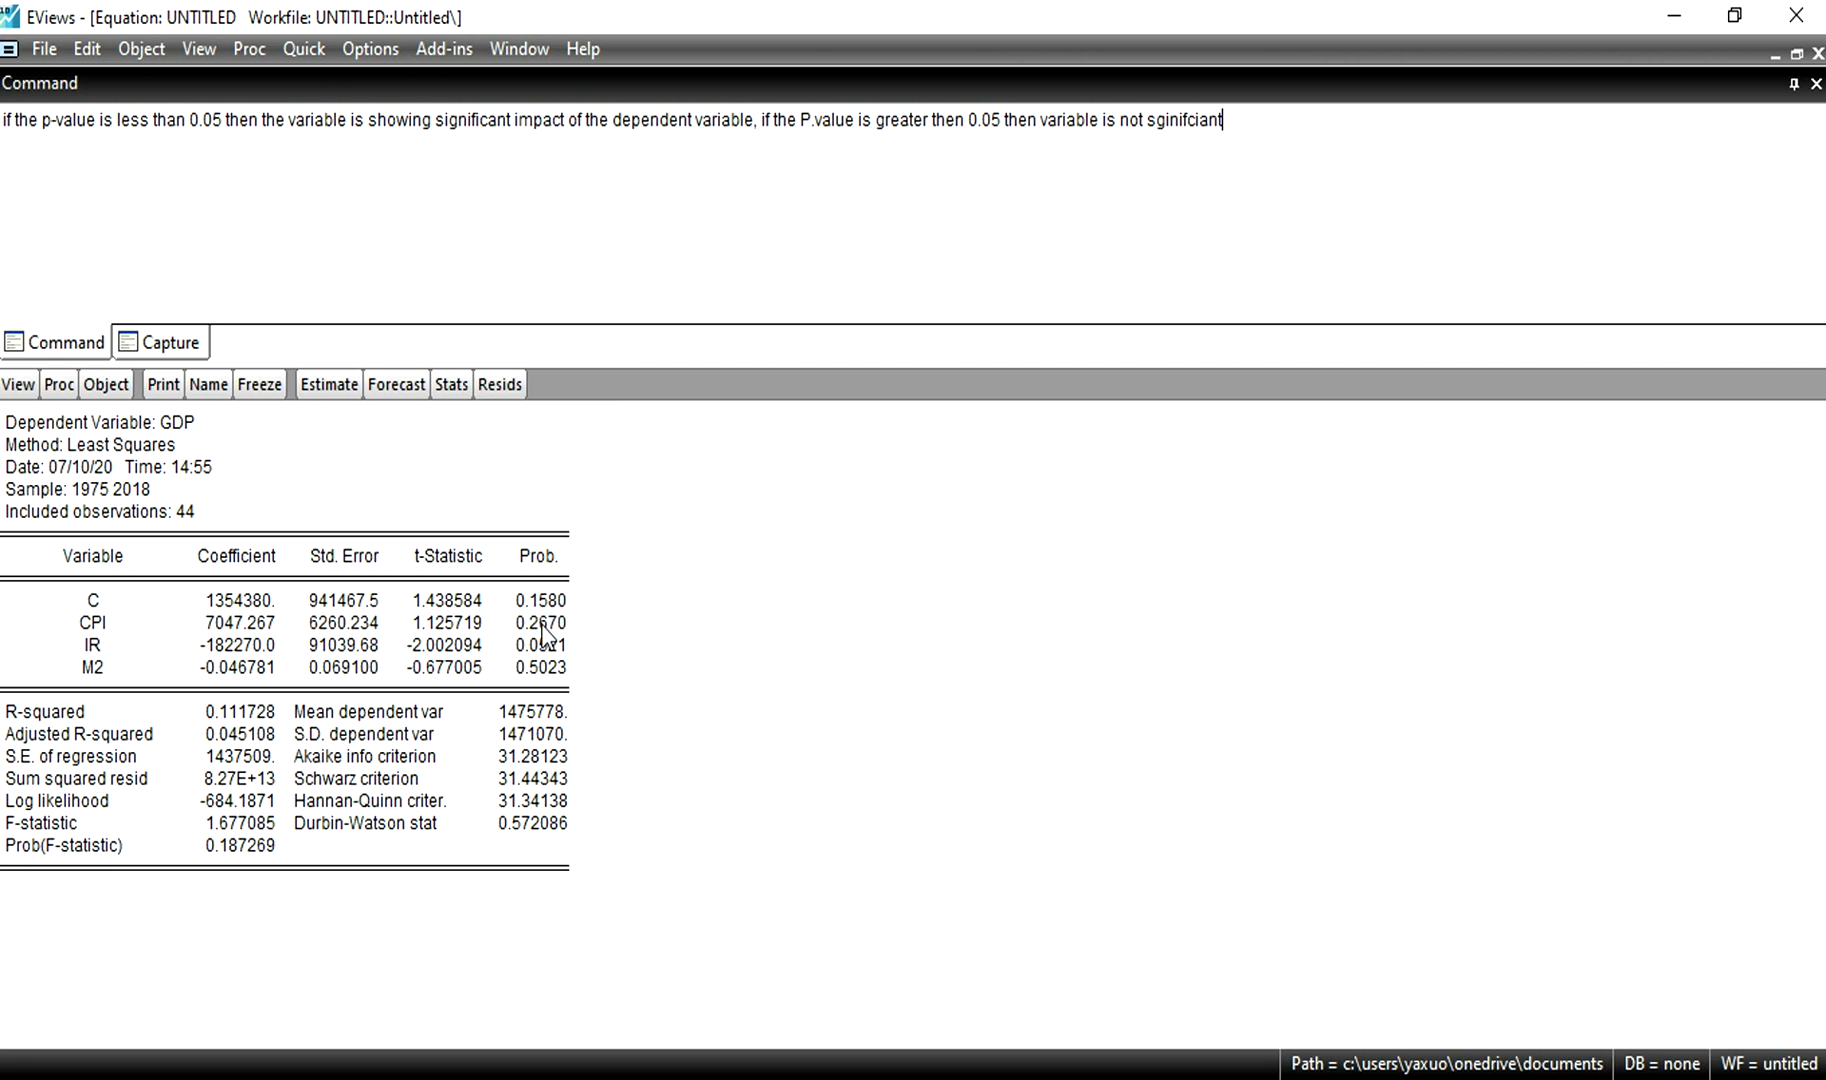 EViews - [Equation: UNTITLED Workfile: UNTITLED::Untitled\]
File Edit Object View Proc Quick Options Add-ins Window Help
Command
if the p-value is less than 0.05 then the variable is showing significant impact of the dependent variable, if the P.value is greater then 0.05 then variable is not sginifciant
Command Capture
View Proc Object Print Name Freeze Estimate Forecast Stats Resids
Dependent Variable: GDP
Method: Least Squares
Date: 07/10/20 Time: 14:55
Sample: 1975 2018
Included observations: 44
Variable Coefficient Std. Error t-Statistic Prob.
C 1354380. 941467.5 1.438584 0.1580
CPI 7047.267 6260.234 1.125719 0.2670
IR -182270.0 91039.68 -2.002094
M2 -0.046781 0.069100 -0.677005 0.5023
R-squared 0.111728 Mean dependent var 1475778.
Adjusted R-squared 0.045108 S.D. dependent var 1471070.
S.E. of regression 1437509. Akaike info criterion 31.28123
Sum squared resid 8.27E+13 Schwarz criterion 31.44343
Log likelihood -684.1871 Hannan-Quinn criter. 31.34138
F-statistic 1.677085 Durbin-Watson stat 0.572086
Prob(F-statistic) 0.187269
Path = c:\users\yaxuo\onedrive\documents DB = none WF = untitled